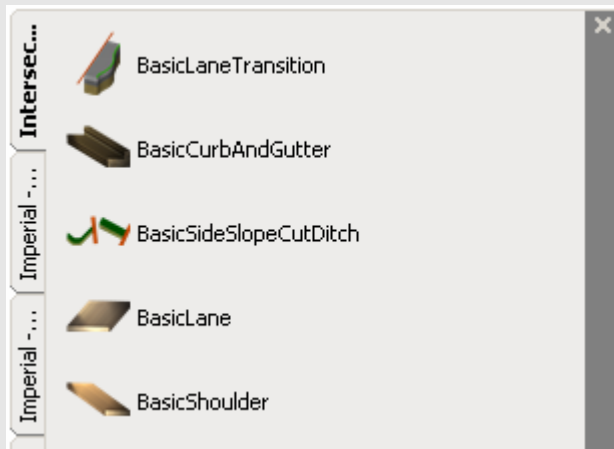 Intersec...
BasicLaneTransition
BasicCurbAndGutter
Imperial -...
BasicSideSlopeCutDitch
Imperial -...
BasicLane
BasicShoulder